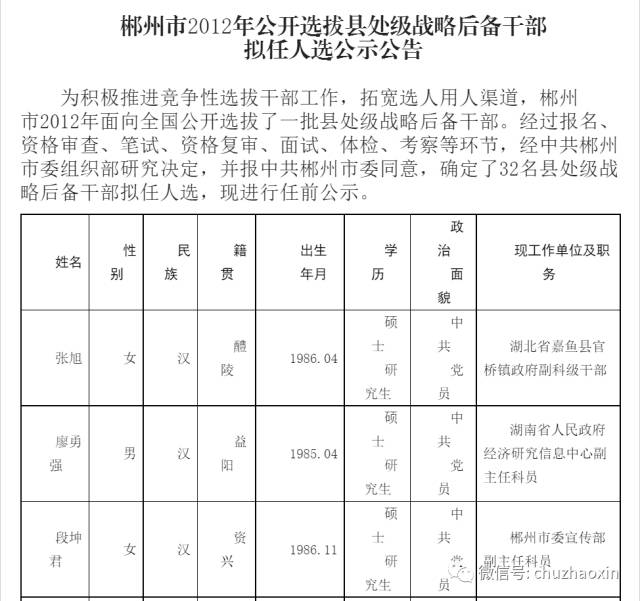 郴州市2012年公开选拔县处级战略后备干部
拟任人选公示公告
为积极推进竞争性选拔干部工作，拓宽选人用人渠道，郴州
市2012年面向全国公开选拔了一批县处级战略后备干部。经过报名、
资格审查、笔试、资格复审、面试、体检、考察等环节，经中共郴州
市委组织部研究决定，并报中共郴州市委同意，确定了32名县处级战
略后备干部拟任人选，现进行任前公示。
姓名
性
别
民
族
籍
贯
出生
年月
学
历
政
治
面
貌
现工作单位及职
务
张旭
女
汉
醴
陵
1986.04
硕
士
研
究生
中
共
党
员
湖北省嘉鱼县官
桥镇政府副科级干部
廖勇
强
男
汉
益
阳
1985.04
硕
士
研
究生
中
共
党
员
湖南省人民政府
经济研究信息中心副
主任科员
段坤
君
女
汉
资
兴
1986.11
硕
士
研
究生
中
共
党
员
郴州市委宣传部
副主任科员
微信号: chuzhaoxin